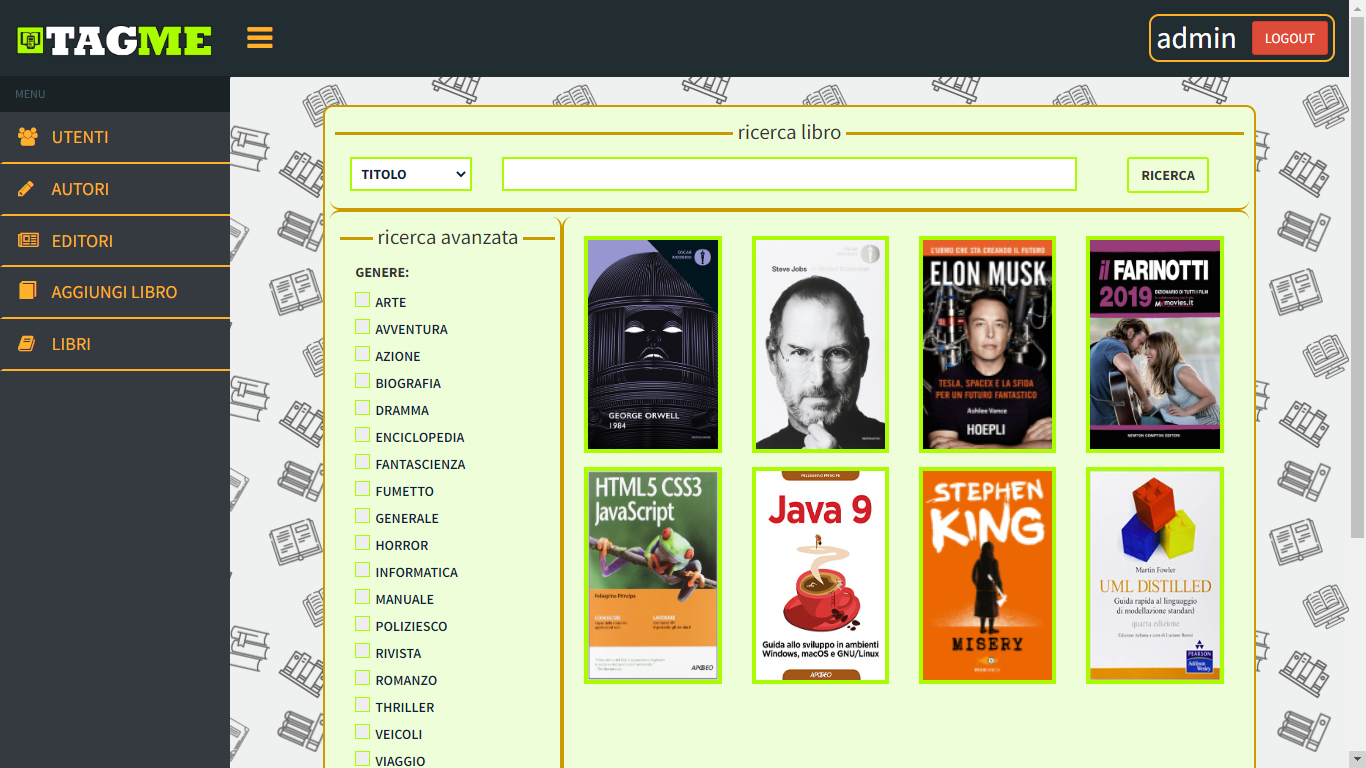 TAGME
admin
LOGOUT
MENU
UTENTI
AUTORI
EDITORI
AGGIUNGI LIBRO
LIBRI
ricerca libro
TITOLO
RICERCA
ricerca avanzata
GENERE:
ARTE
AVVENTURA
AZIONE
BIOGRAFIA
DRAMMA
ENCICLOPEDIA
FANTASCIENZA
FUMETTO
GENERALE
HORROR
INFORMATICA
MANUALE
POLIZIESCO
RIVISTA
ROMANZO
THRILLER
VEICOLI
VIAGGIO
OSCAR
MODERNI
GEORGE ORWELL
1984
Steve Jobs
L'UOMO CHE STA CREANDO IL FUTURO
ELON MUSK
TESLA, SPACEX E LA SFIDA
PER UN FUTURO FANTASTICO
Ashlee Vance
HOEPLI
il FARINOTTI
2019 DIZIONARIO DI TUTTI I FILM
Mymovies.it
NEWTON COMPTON EDITORI
HTML5 CSS3
JavaScript
Pellegrino Principe
APOGEO
PELLEGRINO PRINCIPE
Java 9
Guida allo sviluppo in ambienti
Windows, macOS e GNU/Linux
APOGEO
STEPHEN
KING
MISERY
Martin Fowler
UML DISTILLED
Guida rapida al linguaggio
di modellazione standard
quarta edizione
PEARSON
Addison
Wesley